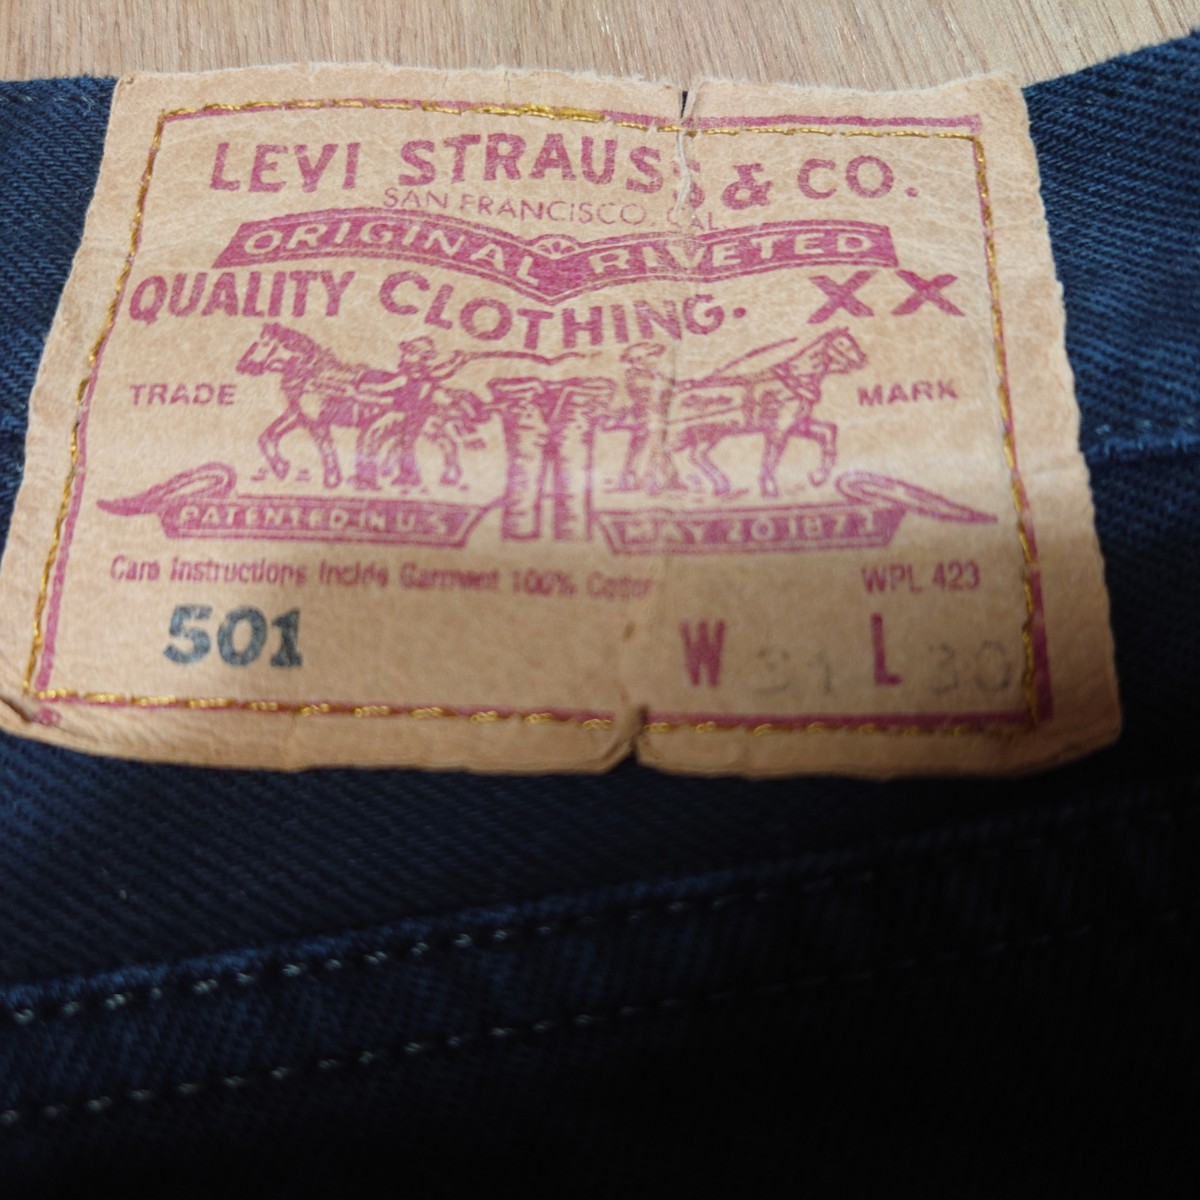 LEVI STRAUSS & CO.
SAN FRANCISCO, CAL.
ORIGINAL RIVETED
QUALITY CLOTHING. XX
TRADE MARK
PATENTED IN U.S. MAY 20 1873
Care Instructions Inside Garment 100% Cotton WPL 423
501 W 31 L 30